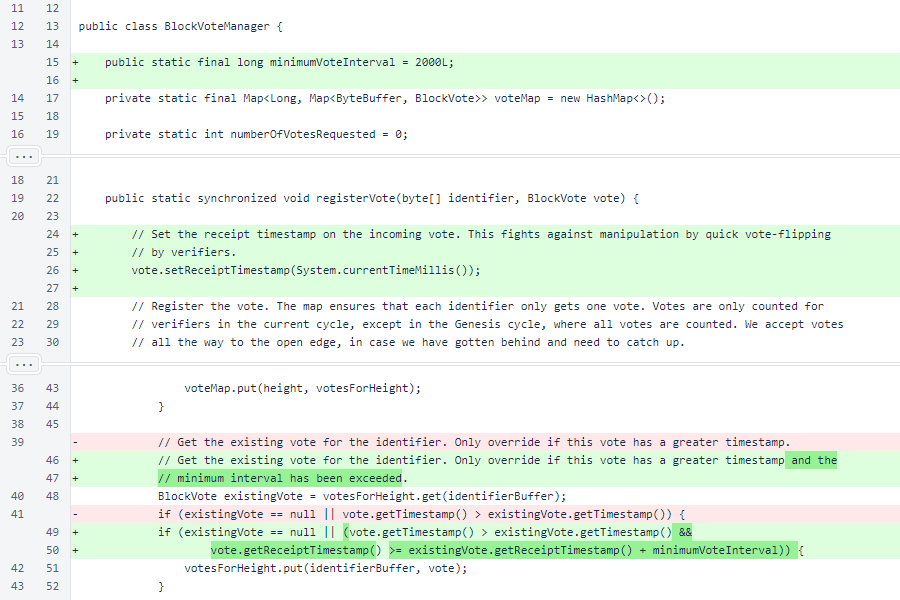 11 12
12 13 public class BlockVoteManager {
13 14
15 + public static final long minimumVoteInterval = 2000L;
16 +
14 17 private static final Map<Long, Map<ByteBuffer, BlockVote>> voteMap = new HashMap<>();
15 18
16 19 private static int numberOfVotesRequested = 0;
...
18 21
19 22 public static synchronized void registerVote(byte[] identifier, BlockVote vote) {
20 23
24 + // Set the receipt timestamp on the incoming vote. This fights against manipulation by quick vote-flipping
25 + // by verifiers.
26 + vote.setReceiptTimestamp(System.currentTimeMillis());
27 +
21 28 // Register the vote. The map ensures that each identifier only gets one vote. Votes are only counted for
22 29 // verifiers in the current cycle, except in the Genesis cycle, where all votes are counted. We accept votes
23 30 // all the way to the open edge, in case we have gotten behind and need to catch up.
...
36 43 voteMap.put(height, votesForHeight);
37 44 }
38 45
39 - // Get the existing vote for the identifier. Only override if this vote has a greater timestamp.
46 + // Get the existing vote for the identifier. Only override if this vote has a greater timestamp and the
47 + // minimum interval has been exceeded.
40 48 BlockVote existingVote = votesForHeight.get(identifierBuffer);
41 - if (existingVote == null || vote.getTimestamp() > existingVote.getTimestamp()) {
49 + if (existingVote == null || (vote.getTimestamp() > existingVote.getTimestamp() &&
50 + vote.getReceiptTimestamp() >= existingVote.getReceiptTimestamp() + minimumVoteInterval)) {
42 51 votesForHeight.put(identifierBuffer, vote);
43 52 }